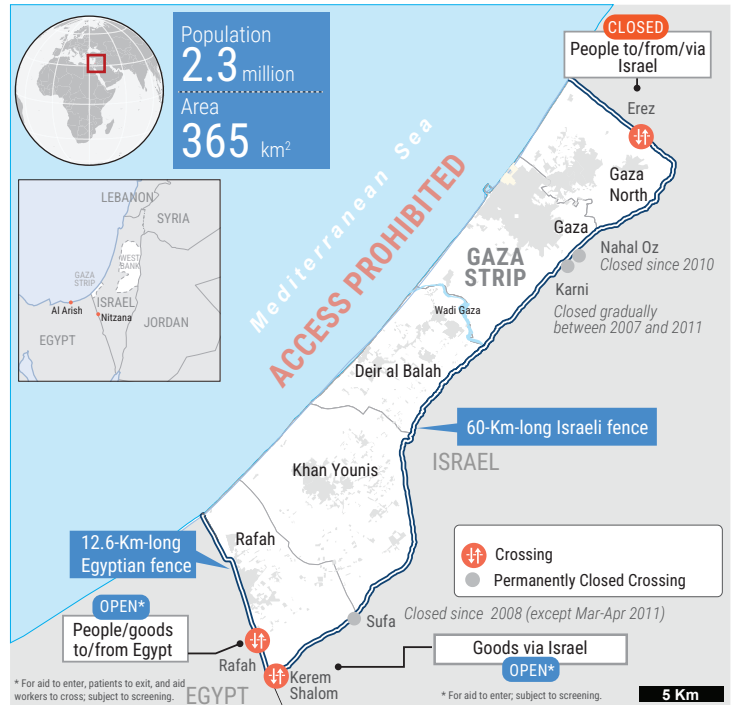 Population
2.3 million
Area
365 km²
CLOSED
People to/from/via
Israel
Erez
Gaza
North
Gaza
Nahal Oz
Closed since 2010
Karni
Closed gradually
between 2007 and 2011
Mediterranean Sea
ACCESS PROHIBITED
GAZA
STRIP
Wadi Gaza
Deir al Balah
LEBANON
SYRIA
WEST
BANK
GAZA
STRIP
ISRAEL
Al Arish
Nitzana
JORDAN
EGYPT
60-Km-long Israeli fence
ISRAEL
Khan Younis
12.6-Km-long
Egyptian fence
Rafah
Crossing
Permanently Closed Crossing
OPEN*
People/goods
to/from Egypt
Rafah
Sufa
Closed since 2008 (except Mar-Apr 2011)
Goods via Israel
OPEN*
Kerem
Shalom
* For aid to enter, patients to exit, and aid
workers to cross; subject to screening.
EGYPT
* For aid to enter; subject to screening.
5 Km